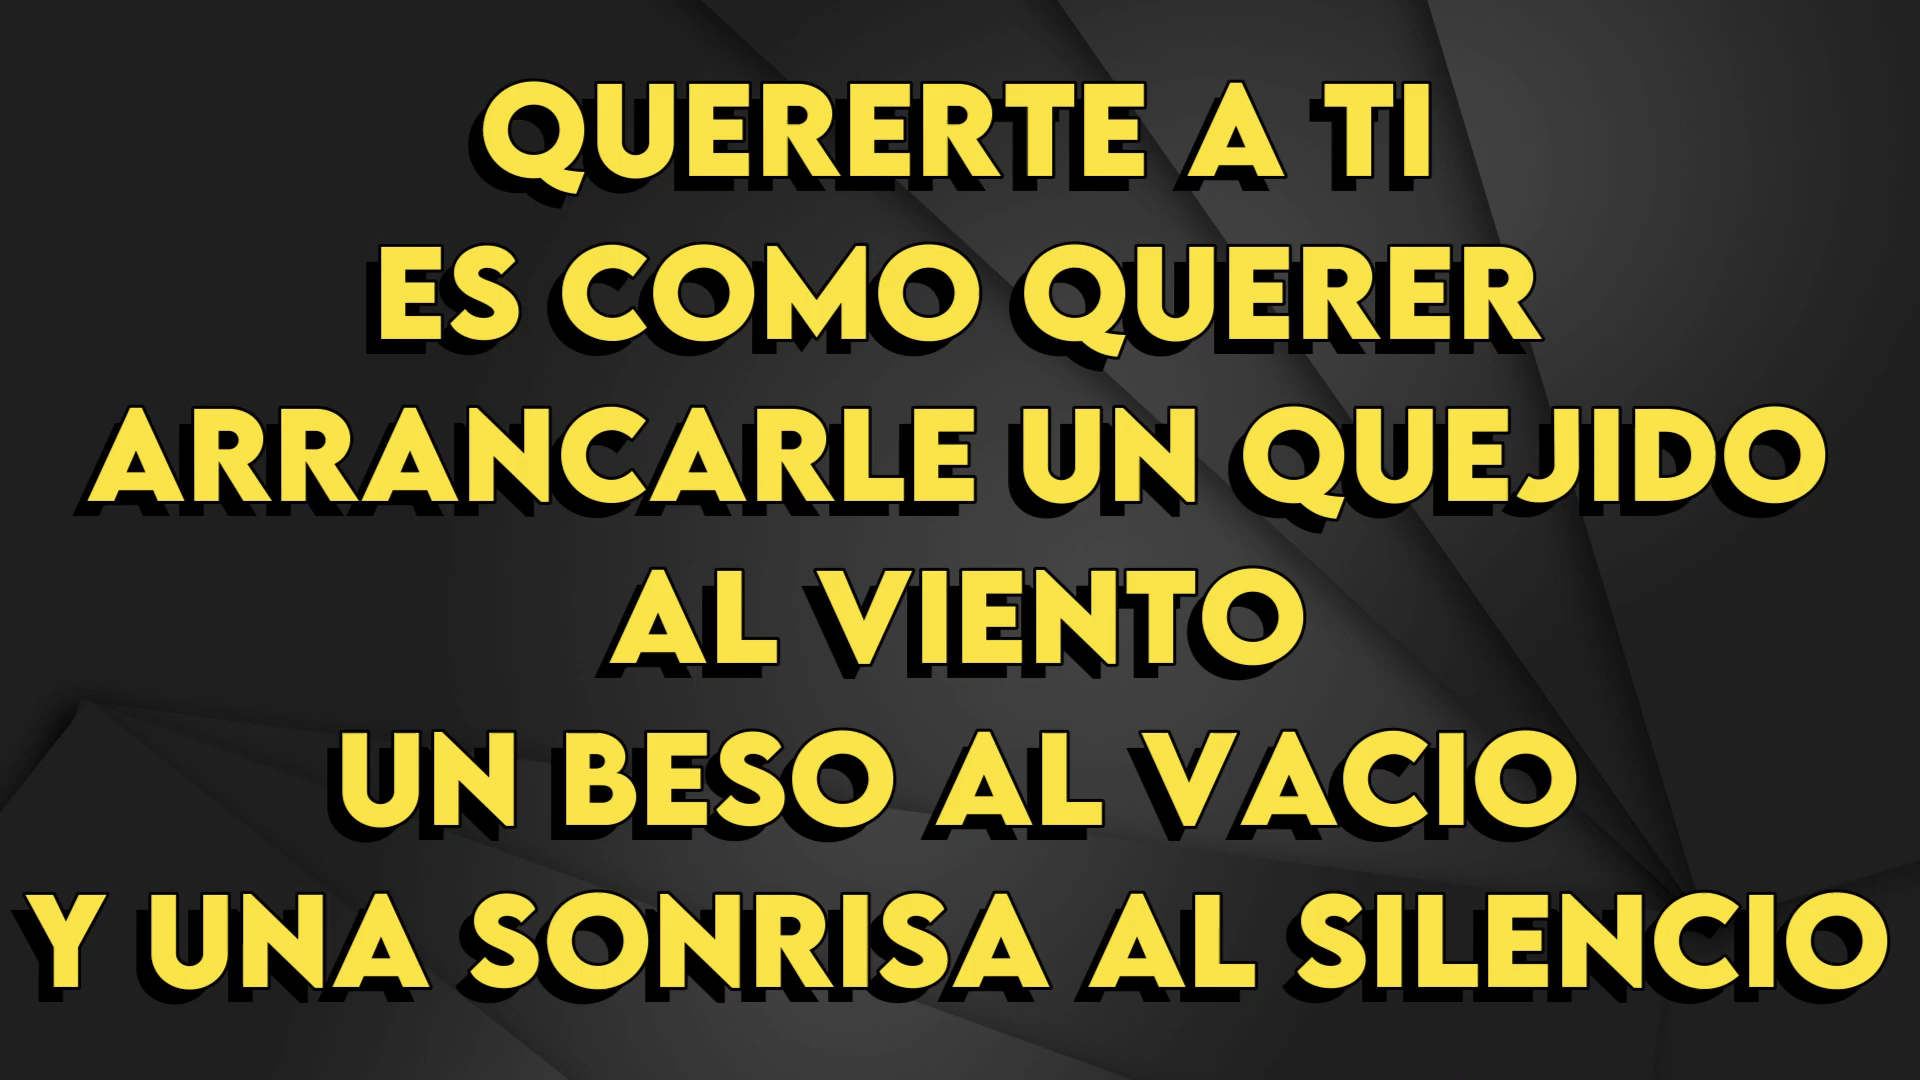 QUERERTE A TI
ES COMO QUERER
ARRANCARLE UN QUEJIDO
AL VIENTO
UN BESO AL VACIO
Y UNA SONRISA AL SILENCIO